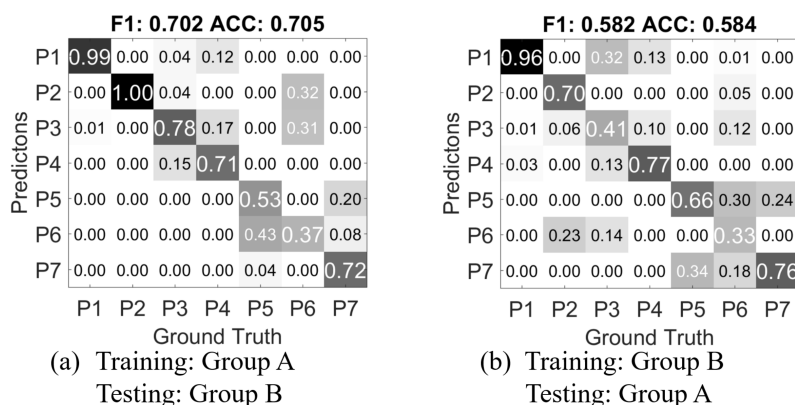 F1: 0.702 ACC: 0.705
P1 0.99 0.00 0.04 0.12 0.00 0.00 0.00
P2 0.00 1.00 0.04 0.00 0.00 0.32 0.00
P3 0.01 0.00 0.78 0.17 0.00 0.31 0.00
P4 0.00 0.00 0.15 0.71 0.00 0.00 0.00
P5 0.00 0.00 0.00 0.00 0.53 0.00 0.20
P6 0.00 0.00 0.00 0.00 0.43 0.37 0.08
P7 0.00 0.00 0.00 0.00 0.04 0.00 0.72
P1 P2 P3 P4 P5 P6 P7
Predictons
Ground Truth
(a) Training: Group A
Testing: Group B
F1: 0.582 ACC: 0.584
P1 0.96 0.00 0.32 0.13 0.00 0.01 0.00
P2 0.00 0.70 0.00 0.00 0.00 0.05 0.00
P3 0.01 0.06 0.41 0.10 0.00 0.12 0.00
P4 0.03 0.00 0.13 0.77 0.00 0.00 0.00
P5 0.00 0.00 0.00 0.00 0.66 0.30 0.24
P6 0.00 0.23 0.14 0.00 0.00 0.33 0.00
P7 0.00 0.00 0.00 0.00 0.34 0.18 0.76
P1 P2 P3 P4 P5 P6 P7
Predictons
Ground Truth
(b) Training: Group B
Testing: Group A